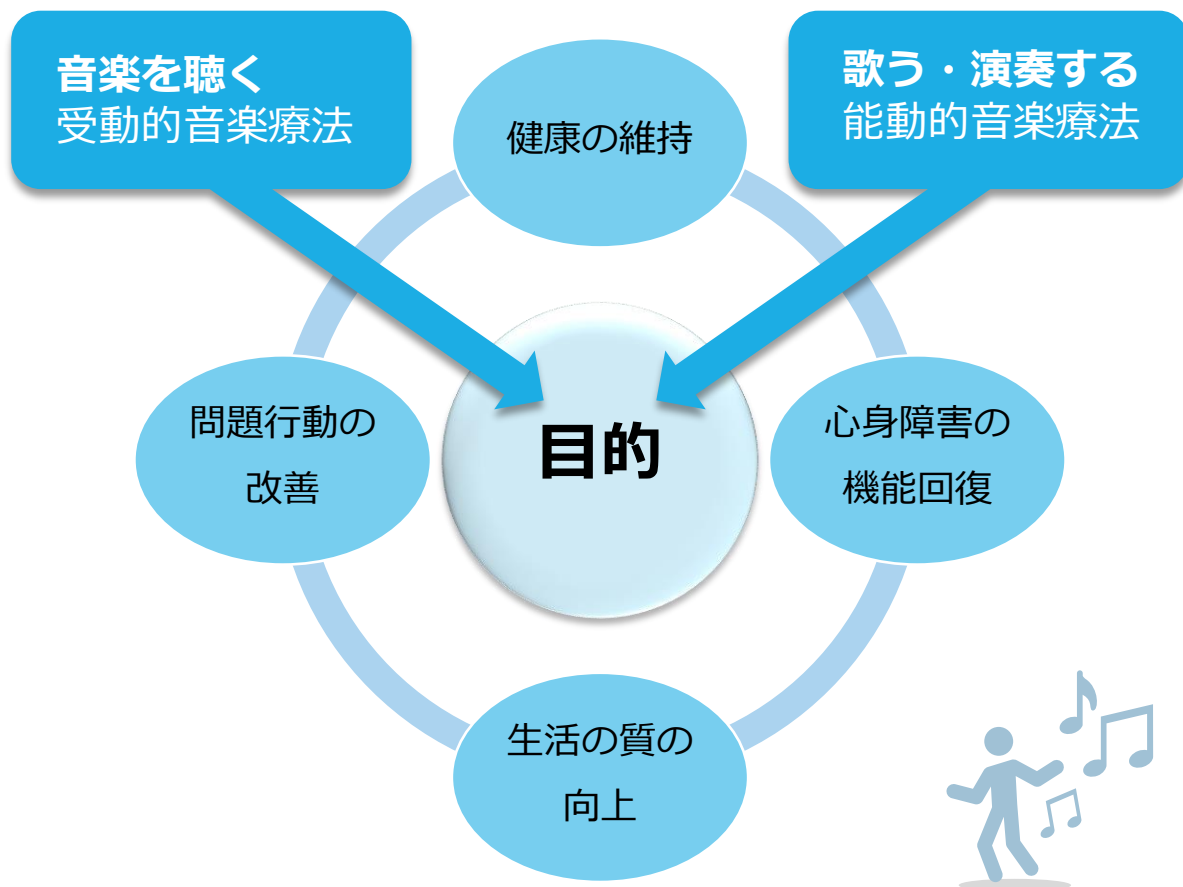 音楽を聴く
受動的音楽療法
歌う・演奏する
能動的音楽療法
健康の維持
問題行動の
改善
目的
心身障害の
機能回復
生活の質の
向上